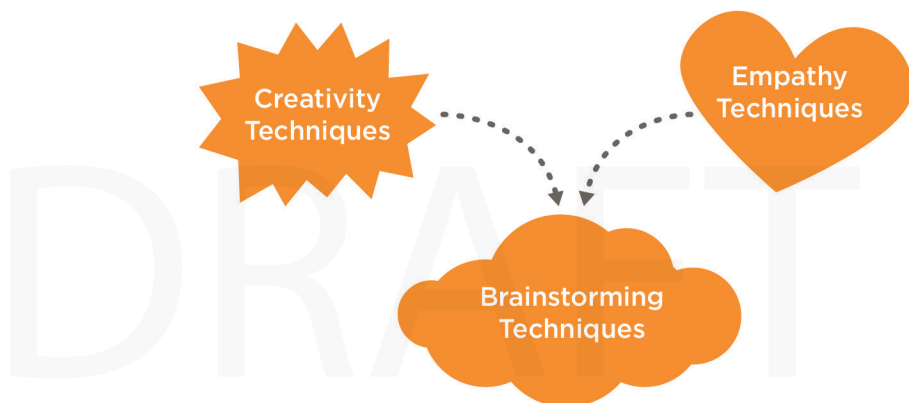 Creativity
Techniques
Empathy
Techniques
Brainstorming
Techniques
DRAFT